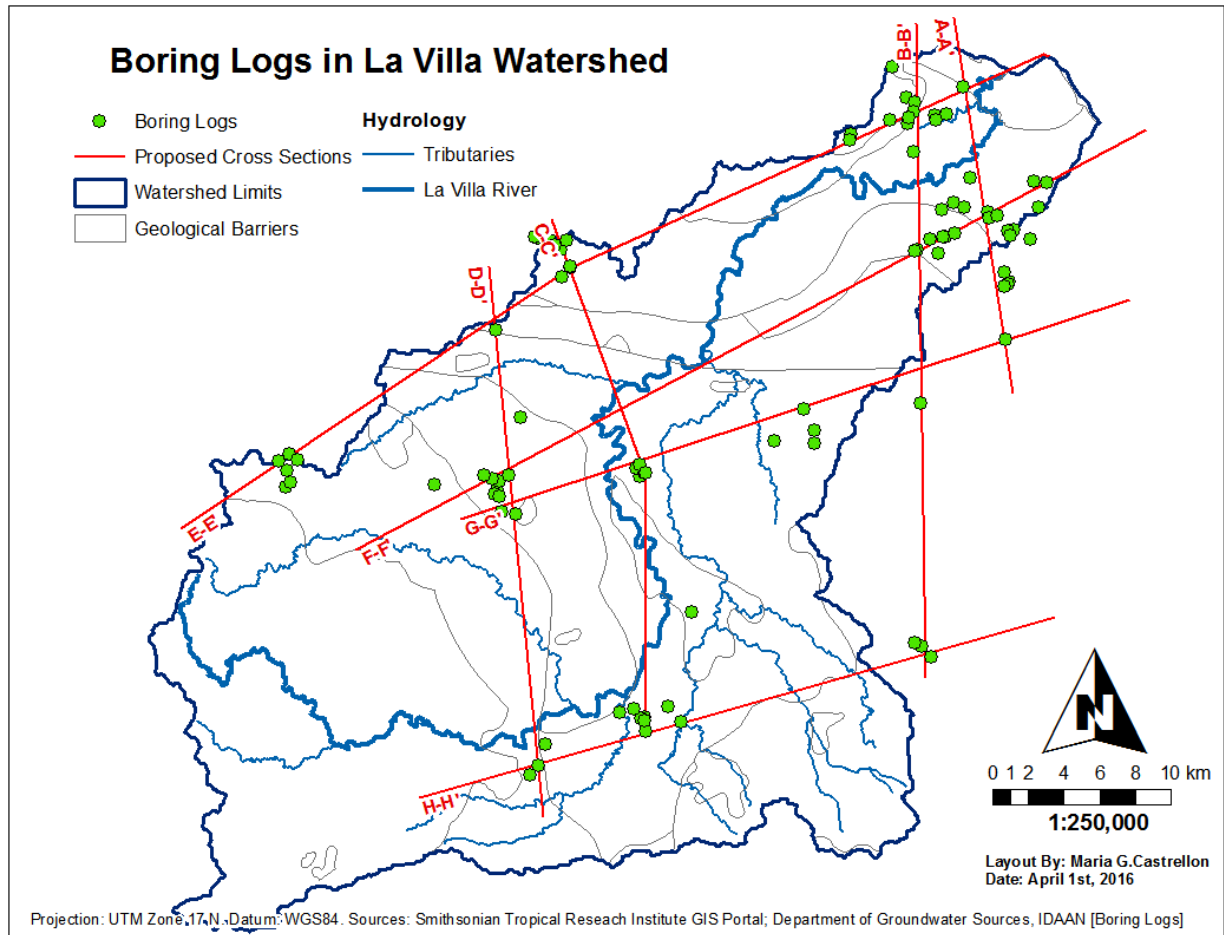 Boring Logs in La Villa Watershed
Boring Logs
Proposed Cross Sections
Watershed Limits
Geological Barriers
Hydrology
Tributaries
La Villa River
A-A'
B-B'
C-C'
D-D'
E-E'
F-F'
G-G'
H-H'
N
0 1 2 4 6 8 10 km
1:250,000
Layout By: Maria G.Castrellon
Date: April 1st, 2016
Projection: UTM Zone 17 N. Datum: WGS84. Sources: Smithsonian Tropical Reseach Institute GIS Portal; Department of Groundwater Sources, IDAAN [Boring Logs]